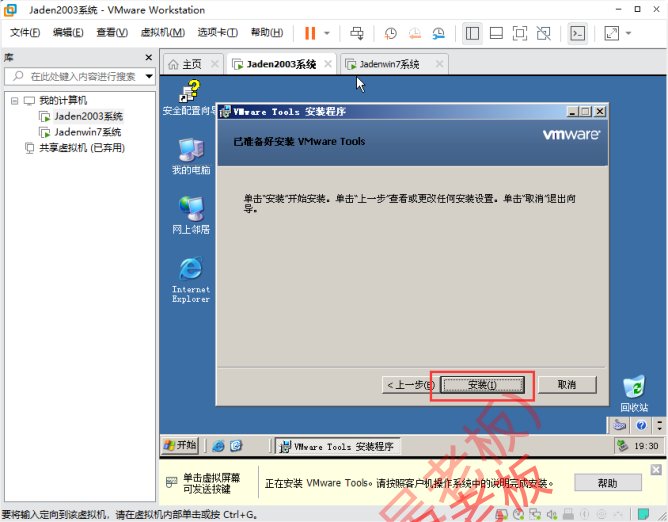 Jaden2003系统 - VMware Workstation
文件(F) 编辑(E) 查看(V) 虚拟机(M) 选项卡(T) 帮助(H)
库
在此处键入内容进行搜索
我的计算机
Jaden2003系统
Jadenwin7系统
共享虚拟机 (已弃用)
主页 Jaden2003系统 Jadenwin7系统
安全配置向导
我的电脑
网上邻居
Internet
Explorer
回收站
VMware Tools 安装程序
已准备好安装 VMware Tools
vmware
单击“安装”开始安装。单击“上一步”查看或更改任何安装设置。单击“取消”退出向
导。
< 上一步(B) 安装(I) 取消
开始 VMware Tools 安装程序 19:30
单击虚拟屏幕
可发送按键
正在安装 VMware Tools。请按照客户机操作系统中的说明完成安装。
帮助
要将输入定向到该虚拟机，请在虚拟机内部单击或按 Ctrl+G。
老板)
老板